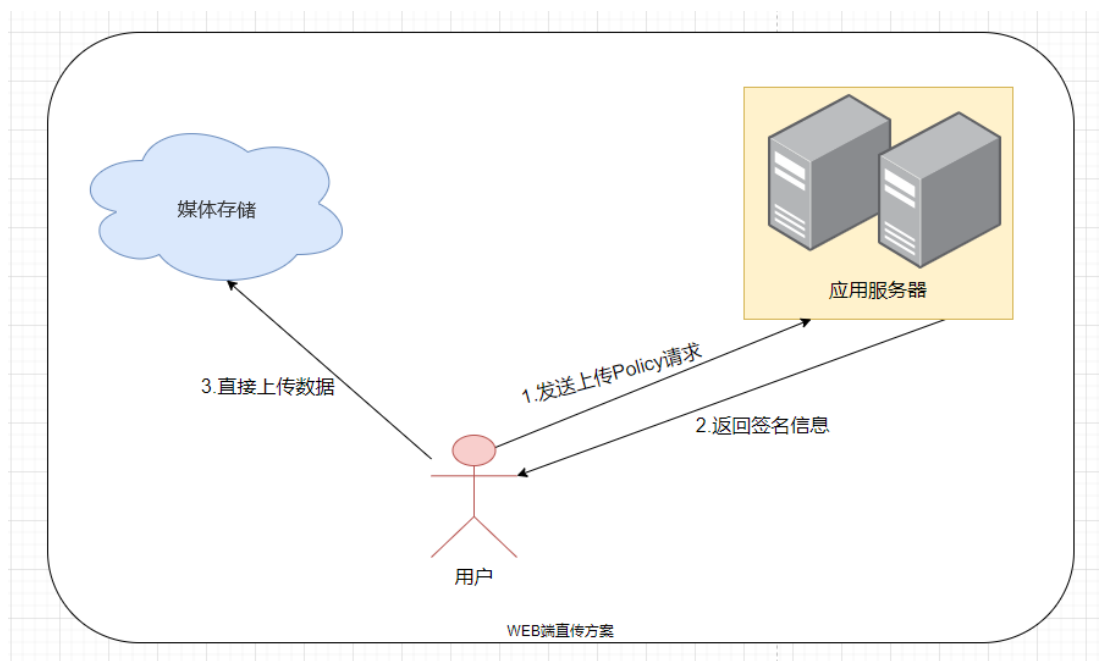 媒体存储
应用服务器
1.发送上传Policy请求
2.返回签名信息
3.直接上传数据
用户
WEB端直传方案